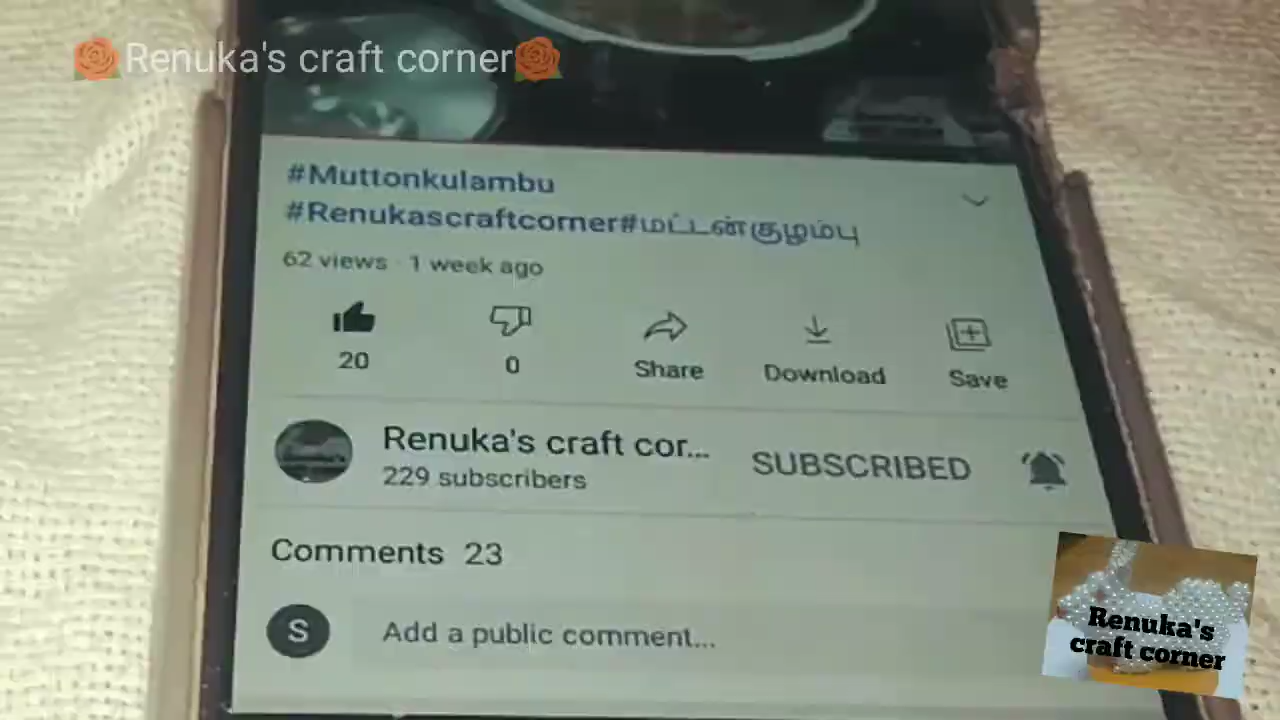 🌹Renuka's craft corner🌹
#Muttonkulambu
#Renukascraftcorner#மட்டன்குழம்பு
62 views · 1 week ago
20
0
Share
Download
Save
Renuka's craft cor...
229 subscribers
SUBSCRIBED
Comments 23
S
Add a public comment...
Renuka's
craft corner